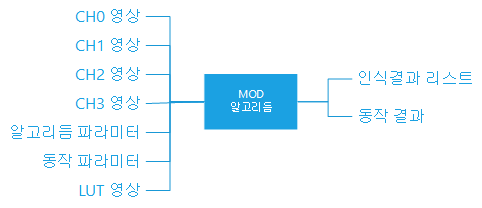 CH0 영상
CH1 영상
CH2 영상
CH3 영상
알고리듬 파라미터
동작 파라미터
LUT 영상
MOD
알고리듬
인식결과 리스트
동작 결과